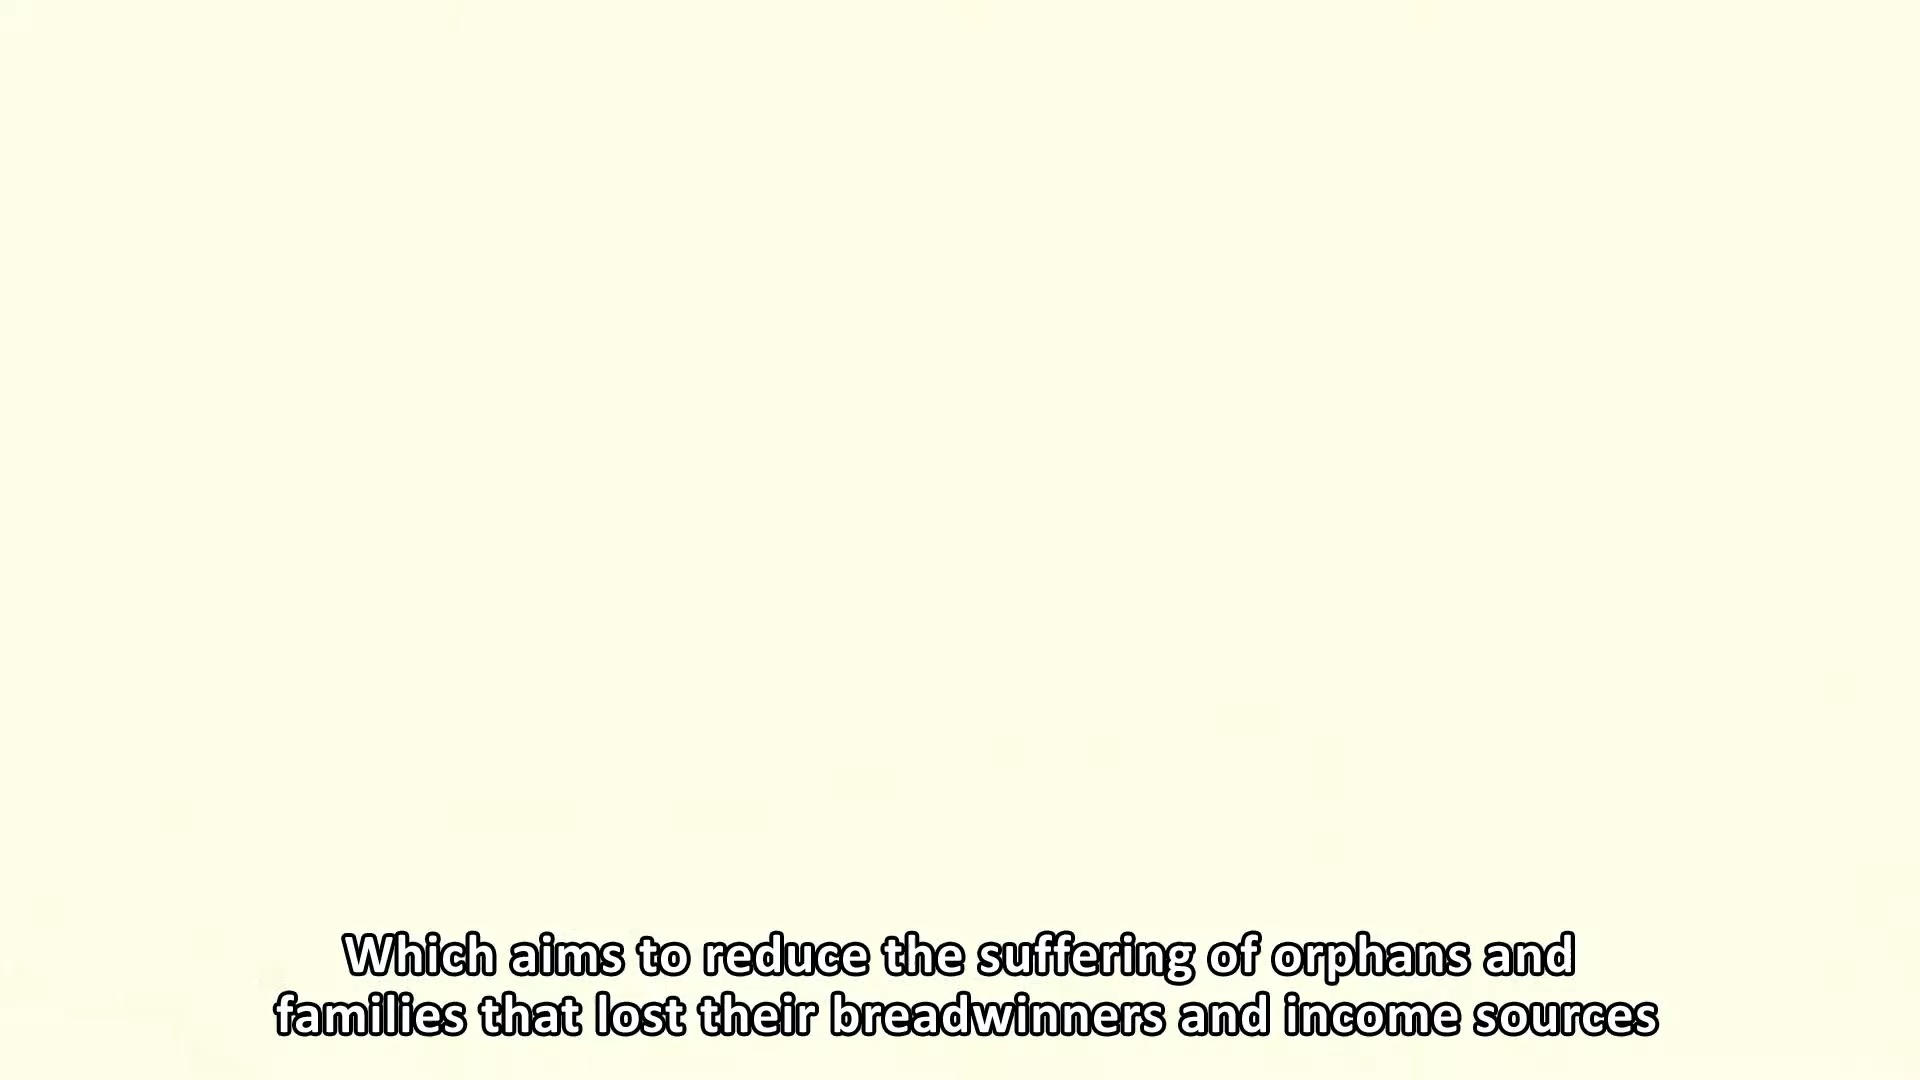 Which aims to reduce the suffering of orphans and
families that lost their breadwinners and income sources